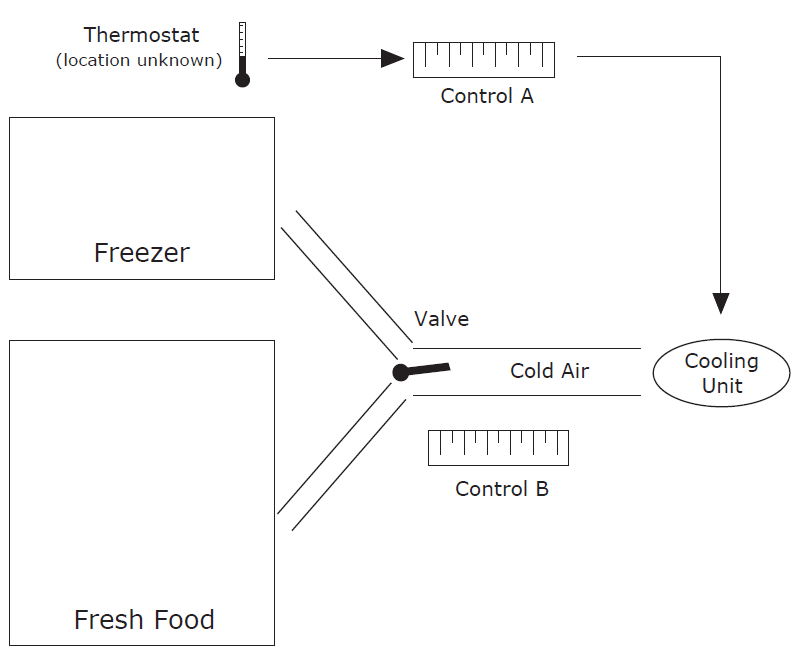 Thermostat
(location unknown)
Control A
Freezer
Valve
Cold Air
Cooling
Unit
Control B
Fresh Food